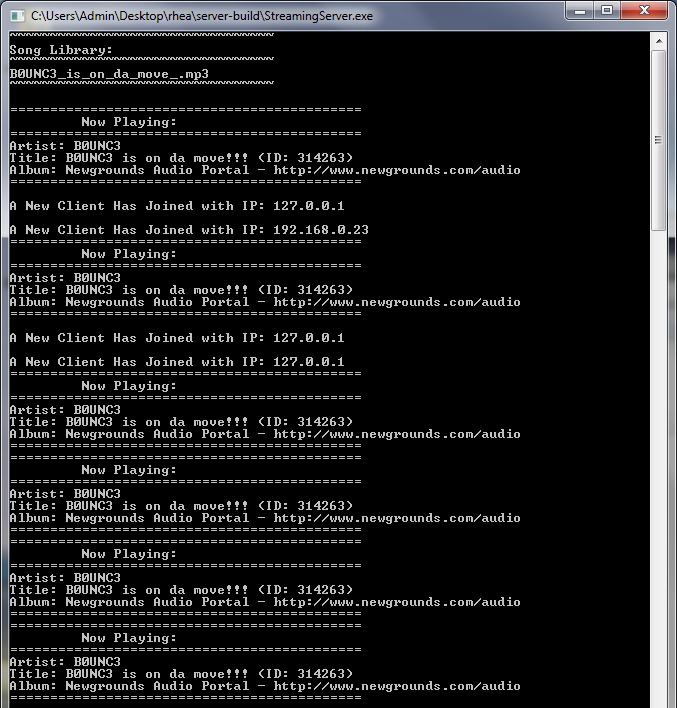 C:\Users\Admin\Desktop\rhea\server-build\StreamingServer.exe
~~~~~~~~~~~~~~~~~~~~~~~~~~~~~~~~~
Song Library:
~~~~~~~~~~~~~~~~~~~~~~~~~~~~~~~~~
B0UNC3_is_on_da_move_.mp3
~~~~~~~~~~~~~~~~~~~~~~~~~~~~~~~~~
============================================
Now Playing:
============================================
Artist: B0UNC3
Title: B0UNC3 is on da move!!! (ID: 314263)
Album: Newgrounds Audio Portal - http://www.newgrounds.com/audio
============================================
A New Client Has Joined with IP: 127.0.0.1
A New Client Has Joined with IP: 192.168.0.23
============================================
Now Playing:
============================================
Artist: B0UNC3
Title: B0UNC3 is on da move!!! (ID: 314263)
Album: Newgrounds Audio Portal - http://www.newgrounds.com/audio
============================================
A New Client Has Joined with IP: 127.0.0.1
A New Client Has Joined with IP: 127.0.0.1
============================================
Now Playing:
============================================
Artist: B0UNC3
Title: B0UNC3 is on da move!!! (ID: 314263)
Album: Newgrounds Audio Portal - http://www.newgrounds.com/audio
============================================
============================================
Now Playing:
============================================
Artist: B0UNC3
Title: B0UNC3 is on da move!!! (ID: 314263)
Album: Newgrounds Audio Portal - http://www.newgrounds.com/audio
============================================
============================================
Now Playing:
============================================
Artist: B0UNC3
Title: B0UNC3 is on da move!!! (ID: 314263)
Album: Newgrounds Audio Portal - http://www.newgrounds.com/audio
============================================
============================================
Now Playing:
============================================
Artist: B0UNC3
Title: B0UNC3 is on da move!!! (ID: 314263)
Album: Newgrounds Audio Portal - http://www.newgrounds.com/audio
============================================